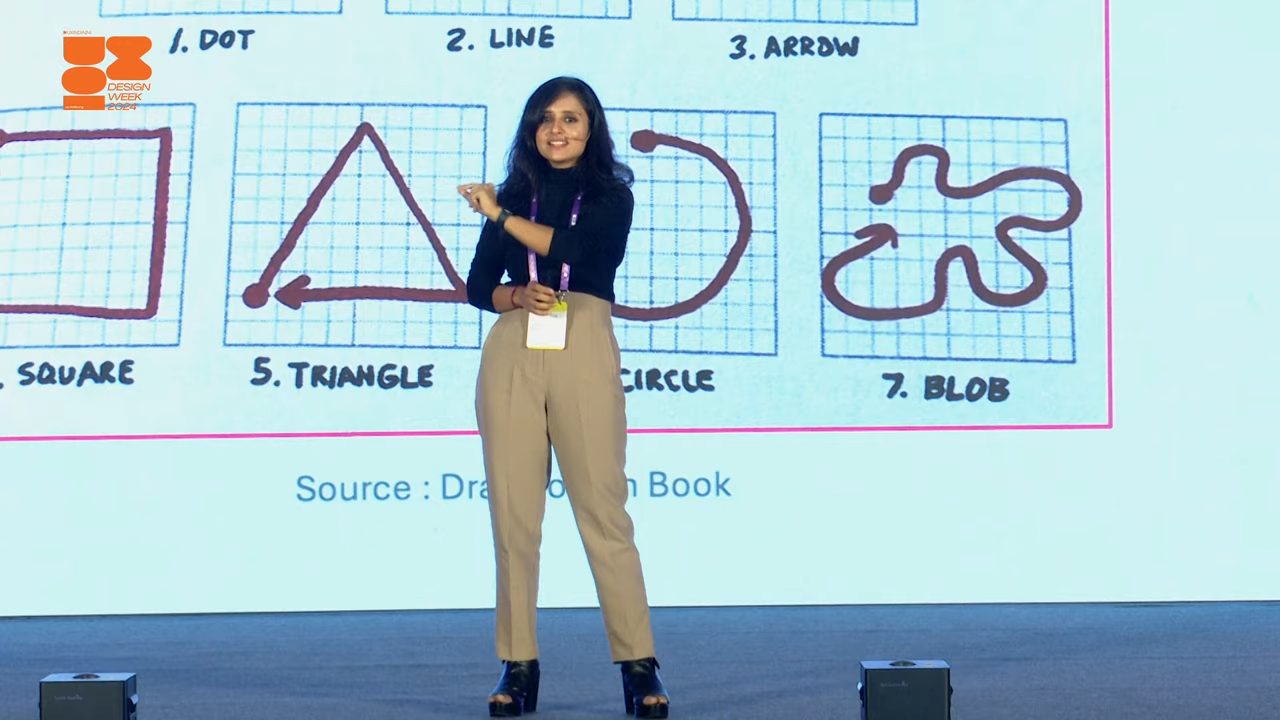 DESIGN
WEEK
2024
1. DOT
2. LINE
3. ARROW
SQUARE
5. TRIANGLE
CIRCLE
7. BLOB
Source : Dra
Book